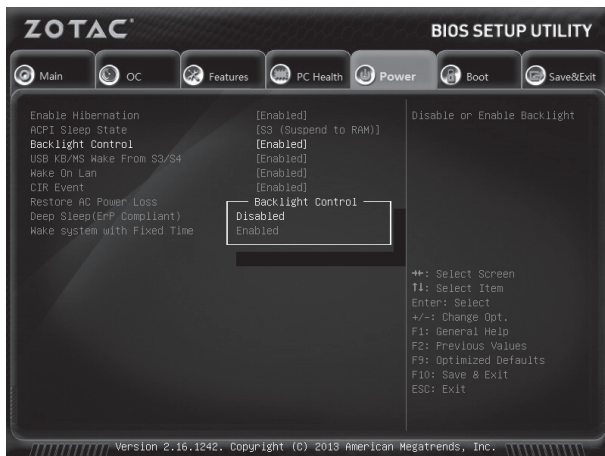 ZOTAC
BIOS SETUP UTILITY
Main OC Features PC Health Power Boot Save&Exit
Enable Hibernation [Enabled]
ACPI Sleep State [S3 (Suspend to RAM)]
Backlight Control [Enabled]
USB KB/MS Wake From S3/S4 [Enabled]
Wake On Lan [Enabled]
CIR Event [Enabled]
Restore AC Power Loss
Deep Sleep(ErP Compliant)
Wake system with Fixed Time
Backlight Control
Disabled
Enabled
Disable or Enable Backlight
→←: Select Screen
↑↓: Select Item
Enter: Select
+/-: Change Opt.
F1: General Help
F2: Previous Values
F9: Optimized Defaults
F10: Save & Exit
ESC: Exit
Version 2.16.1242. Copyright (C) 2013 American Megatrends, Inc.